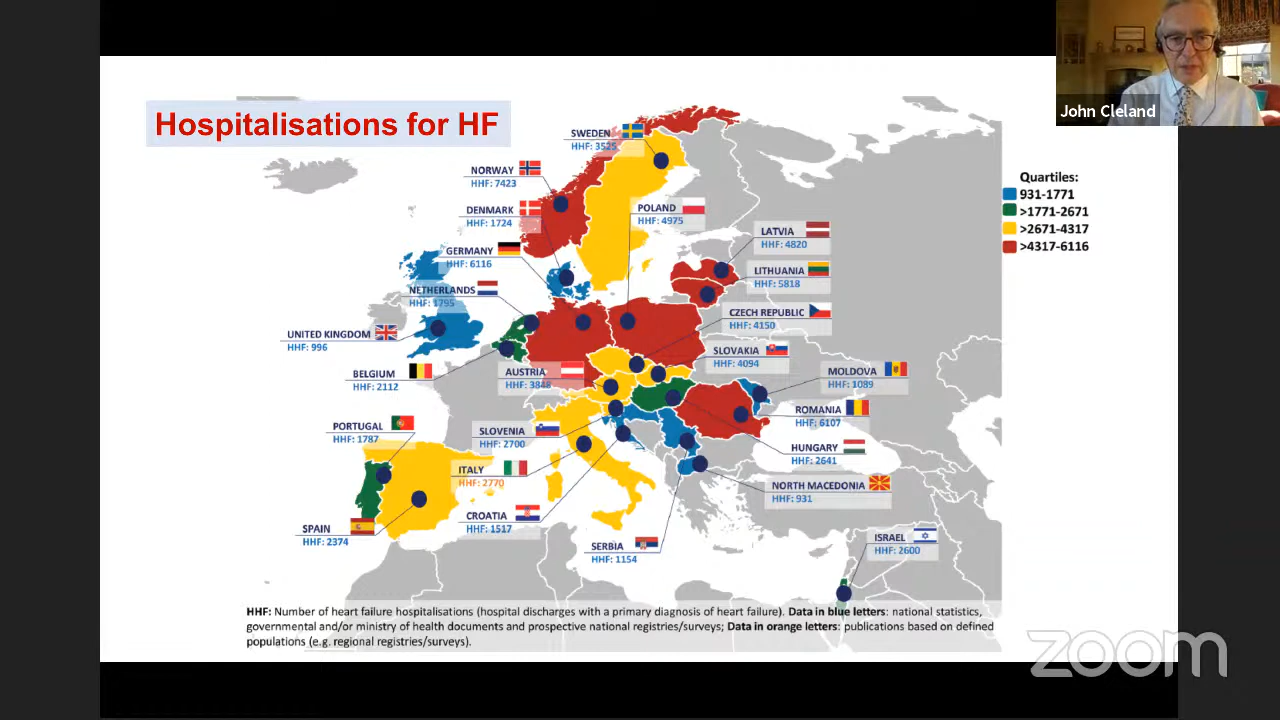 John Cleland
Hospitalisations for HF
SWEDEN
HHF: 3525
NORWAY
HHF: 7423
DENMARK
HHF: 1724
POLAND
HHF: 4975
GERMANY
HHF: 6116
LATVIA
HHF: 4820
NETHERLANDS
HHF: 1795
LITHUANIA
HHF: 5818
UNITED KINGDOM
HHF: 996
CZECH REPUBLIC
HHF: 4150
SLOVAKIA
HHF: 4094
BELGIUM
HHF: 2112
AUSTRIA
HHF: 3848
MOLDOVA
HHF: 1089
ROMANIA
HHF: 6107
PORTUGAL
HHF: 1787
SLOVENIA
HHF: 2700
HUNGARY
HHF: 2641
ITALY
HHF: 2770
NORTH MACEDONIA
HHF: 931
CROATIA
HHF: 1517
SPAIN
HHF: 2374
SERBIA
HHF: 1154
ISRAEL
HHF: 2600
Quartiles:
931-1771
>1771-2671
>2671-4317
>4317-6116
HHF: Number of heart failure hospitalisations (hospital discharges with a primary diagnosis of heart failure). Data in blue letters: national statistics,
governmental and/or ministry of health documents and prospective national registries/surveys; Data in orange letters: publications based on defined
populations (e.g. regional registries/surveys).
zoom